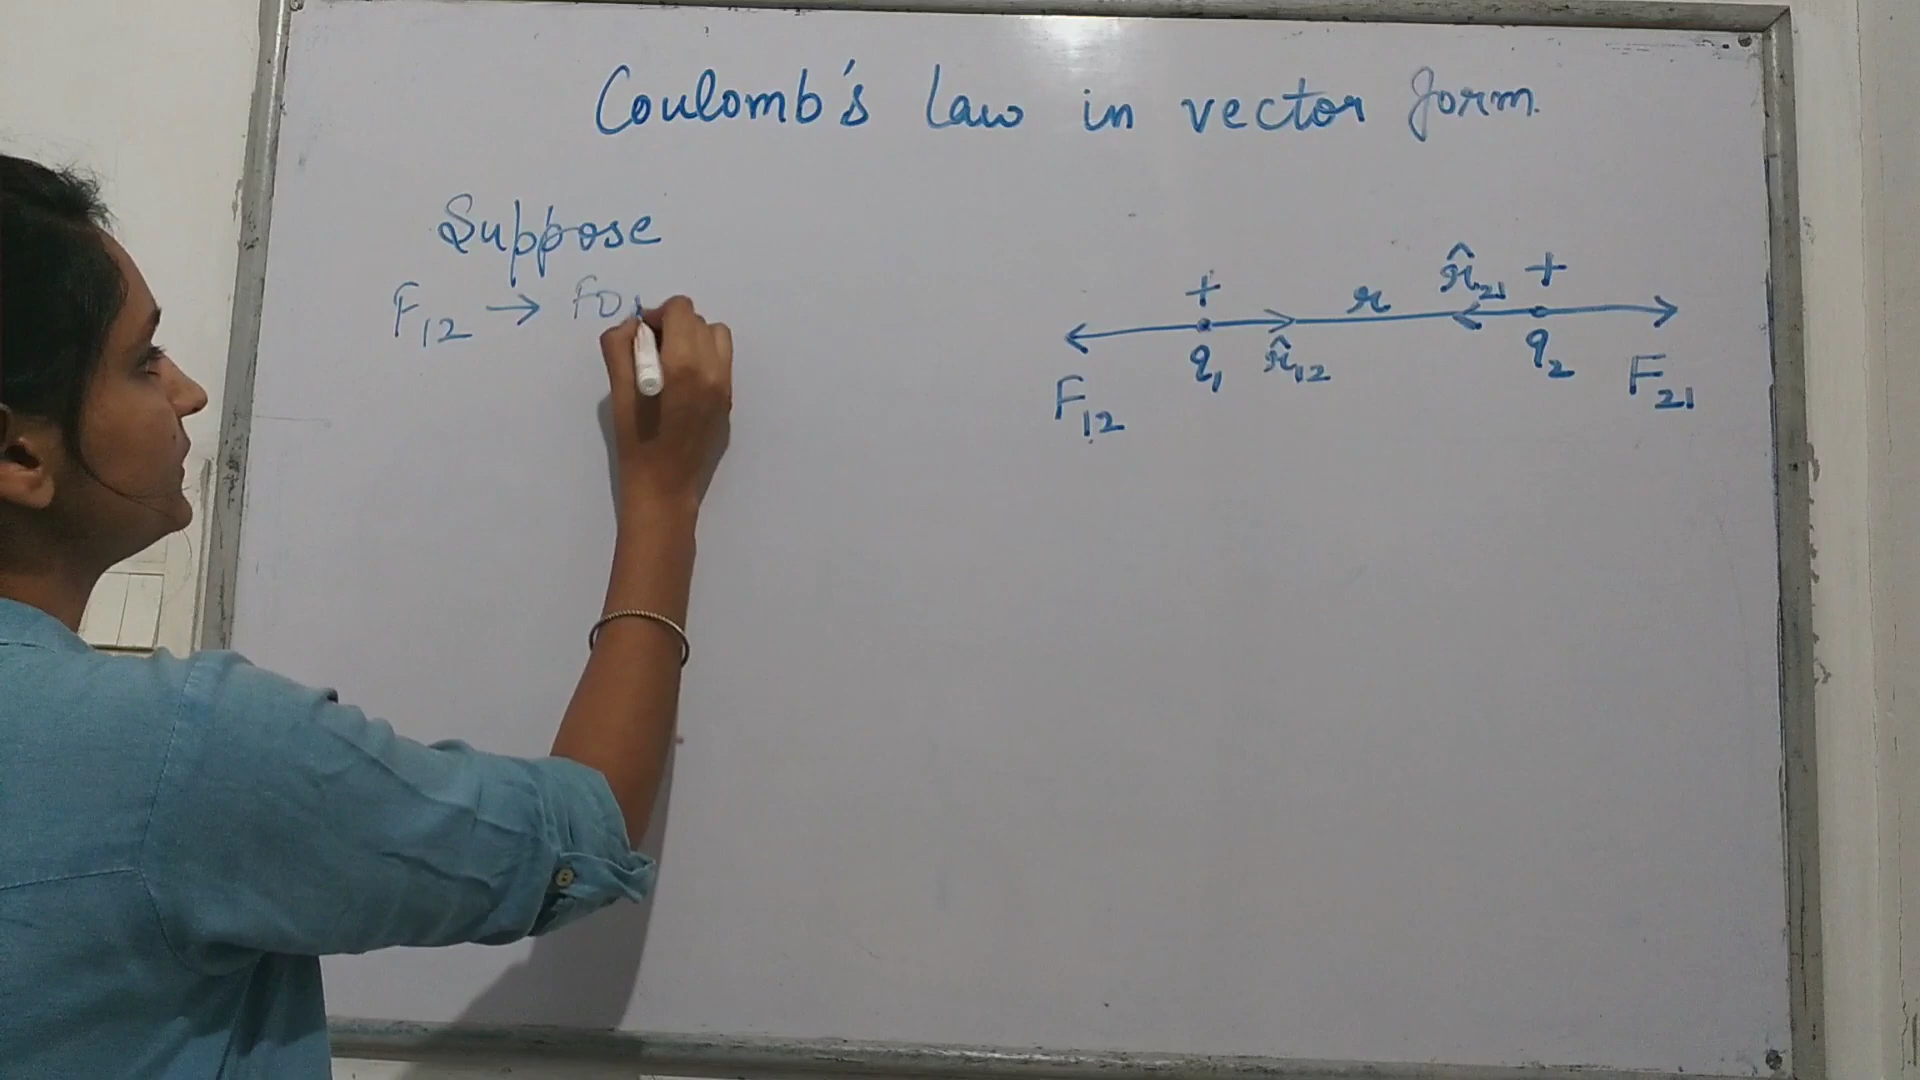 Coulomb's law in vector form.
Suppose
F₁₂ → Fo
+ r r̂₂₁ +
q₁ r̂₁₂ q₂
F₁₂ F₂₁